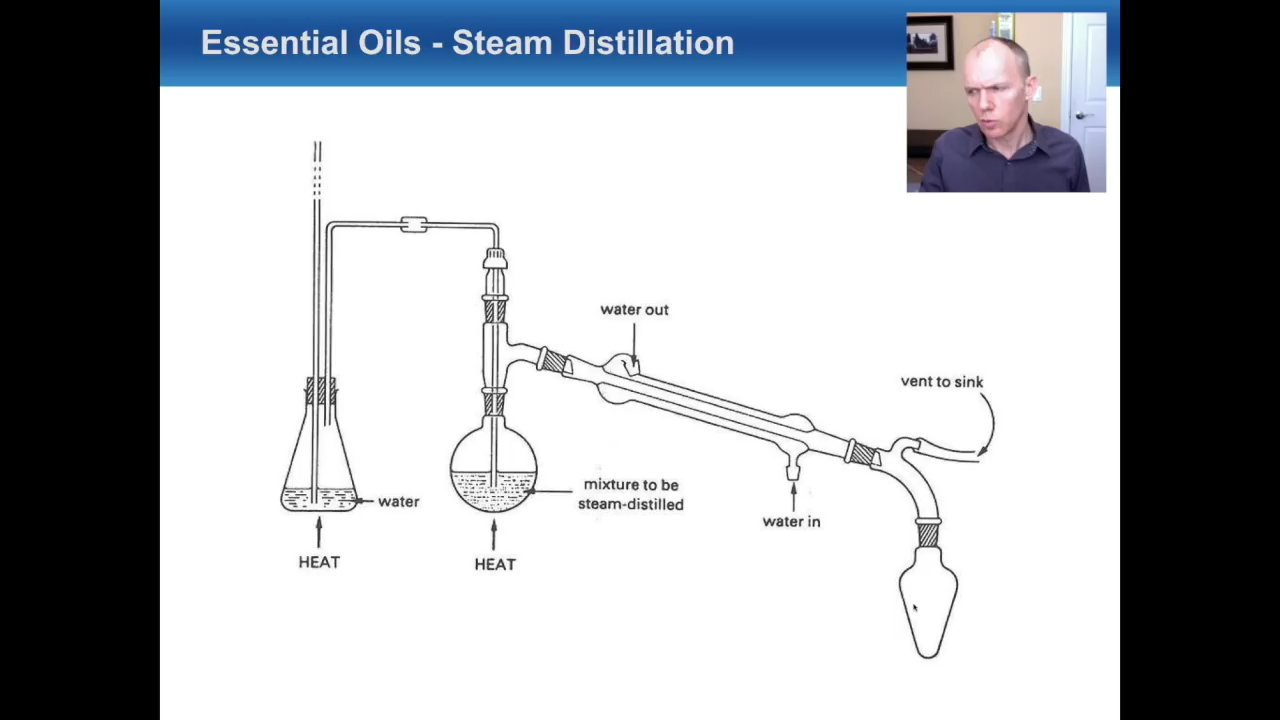 Essential Oils - Steam Distillation
water out
vent to sink
mixture to be
steam-distilled
water
water in
HEAT
HEAT